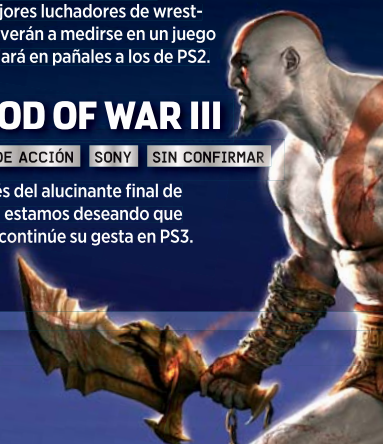 jores luchadores de wrest-
verán a medirse en un juego
ará en pañales a los de PS2.
OD OF WAR III
DE ACCIÓN SONY SIN CONFIRMAR
es del alucinante final de
estamos deseando que
continúe su gesta en PS3.